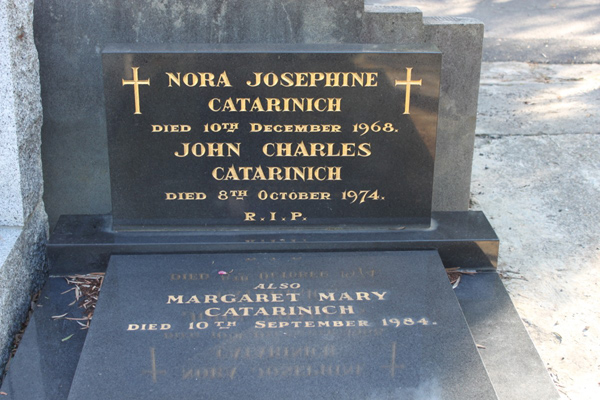 NORA JOSEPHINE
CATARINICH
DIED 10TH DECEMBER 1968.
JOHN CHARLES
CATARINICH
DIED 8TH OCTOBER 1974.
R.I.P.
ALSO
MARGARET MARY
CATARINICH
DIED 10TH SEPTEMBER 1984.